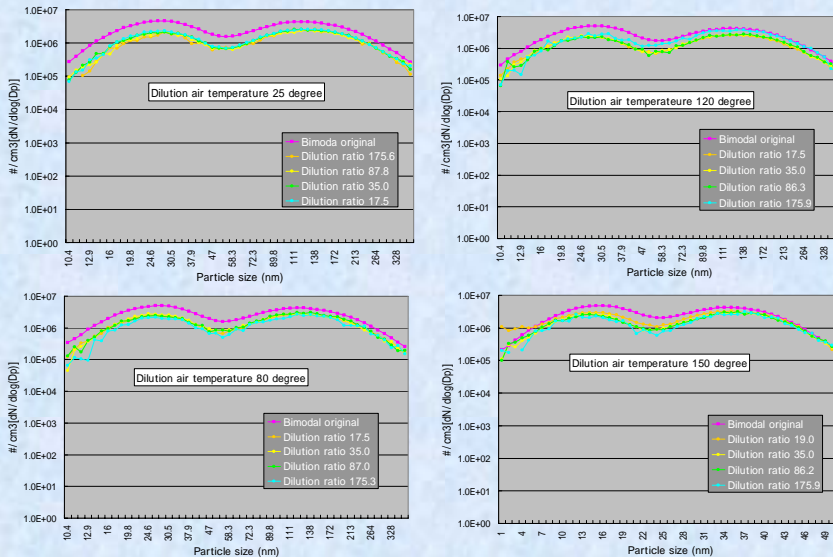 1.0E+07
1.0E+06
1.0E+05
1.0E+04
1.0E+03
1.0E+02
1.0E+01
1.0E+00
#/cm3[dN/dlog(Dp)]
Dilution air temperature 25 degree
Bimoda original
Dilution ratio 175.6
Dilution ratio 87.8
Dilution ratio 35.0
Dilution ratio 17.5
10.4 12.9 16 19.8 24.6 30.5 37.9 47 58.3 72.3 89.8 111 138 172 213 264 328
Particle size (nm)
1.0E+07
1.0E+06
1.0E+05
1.0E+04
1.0E+03
1.0E+02
1.0E+01
1.0E+00
#/cm3[dN/dlog(Dp)]
Dilution air temperateure 120 degree
Bimodal original
Dilution ratio 17.5
Dilution ratio 35.0
Dilution ratio 86.3
Dilution ratio 175.9
10.4 12.9 16 19.8 24.6 30.5 37.9 47 58.3 72.3 89.8 111 138 172 213 264 328
Particle size (nm)
1.0E+07
1.0E+06
1.0E+05
1.0E+04
1.0E+03
1.0E+02
1.0E+01
1.0E+00
#/cm3[dN/dlog(Dp)]
Dilution air temperature 80 degree
Bimodal original
Dilution ratio 17.5
Dilution ratio 35.0
Dilution ratio 87.0
Dilution ratio 175.3
10.4 12.9 16 19.8 24.6 30.5 37.9 47 58.3 72.3 89.8 111 138 172 213 264 328
Particle size (nm)
1.0E+07
1.0E+06
1.0E+05
1.0E+04
1.0E+03
1.0E+02
1.0E+01
1.0E+00
#/cm3[dN/dlog(Dp)]
Dilution air temperature 150 degree
Bimodal original
Dilution ratio 19.0
Dilution ratio 35.0
Dilution ratio 86.2
Dilution ratio 175.9
1 4 7 10 13 16 19 22 25 28 31 34 37 40 43 46 49
Particle size (nm)